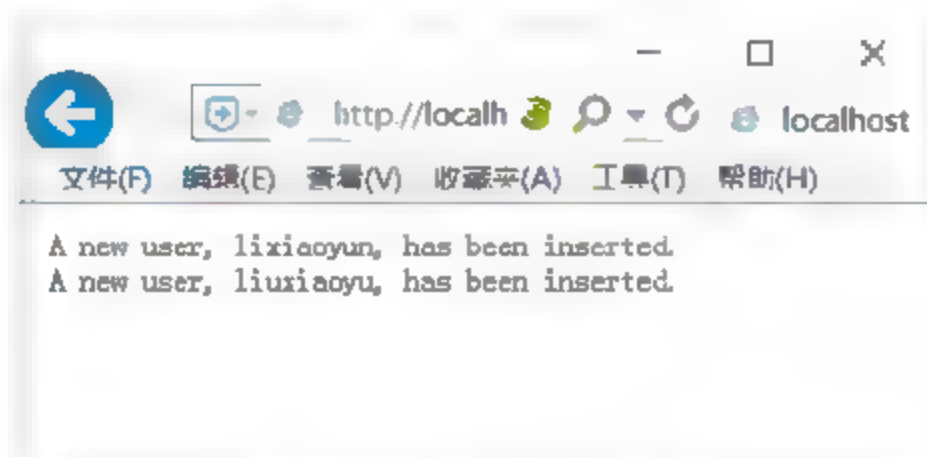 http://localh localhost
文件(F) 编辑(E) 查看(V) 收藏夹(A) 工具(T) 帮助(H)
A new user, lixiaoyun, has been inserted.
A new user, liuxiaoyu, has been inserted.